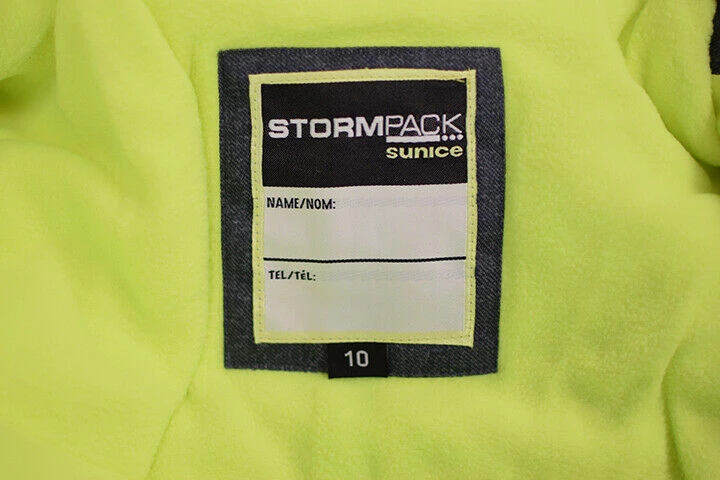 STORMPACK
sunice
NAME/NOM:
TEL/TÉL:
10